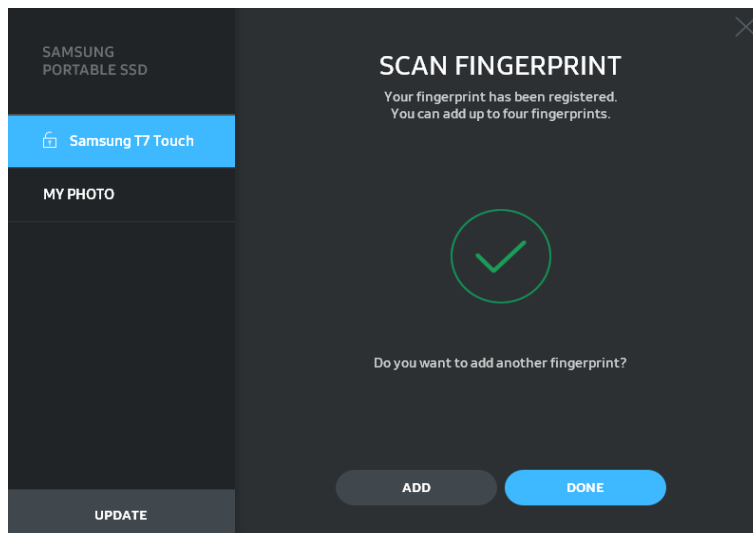 SAMSUNG
PORTABLE SSD
Samsung T7 Touch
MY PHOTO
UPDATE
SCAN FINGERPRINT
Your fingerprint has been registered.
You can add up to four fingerprints.
Do you want to add another fingerprint?
ADD
DONE